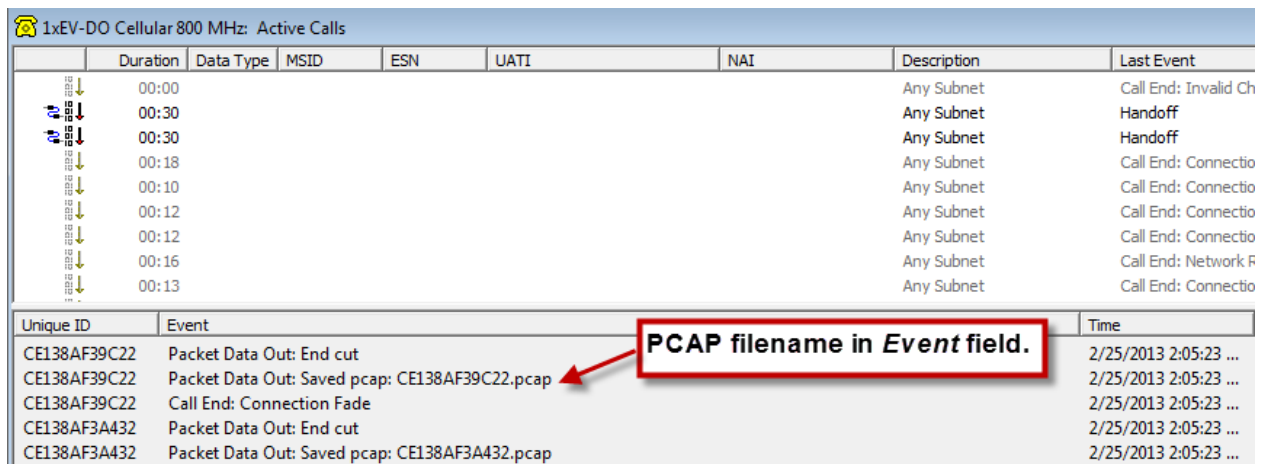 1xEV-DO Cellular 800 MHz: Active Calls
Duration Data Type MSID ESN UATI NAI Description Last Event
00:00 Any Subnet Call End: Invalid Ch
00:30 Any Subnet Handoff
00:30 Any Subnet Handoff
00:18 Any Subnet Call End: Connectio
00:10 Any Subnet Call End: Connectio
00:12 Any Subnet Call End: Connectio
00:12 Any Subnet Call End: Connectio
00:16 Any Subnet Call End: Network R
00:13 Any Subnet Call End: Connectio
Unique ID Event Time
PCAP filename in Event field.
CE138AF39C22 Packet Data Out: End cut 2/25/2013 2:05:23 ...
CE138AF39C22 Packet Data Out: Saved pcap: CE138AF39C22.pcap 2/25/2013 2:05:23 ...
CE138AF39C22 Call End: Connection Fade 2/25/2013 2:05:23 ...
CE138AF3A432 Packet Data Out: End cut 2/25/2013 2:05:23 ...
CE138AF3A432 Packet Data Out: Saved pcap: CE138AF3A432.pcap 2/25/2013 2:05:23 ...